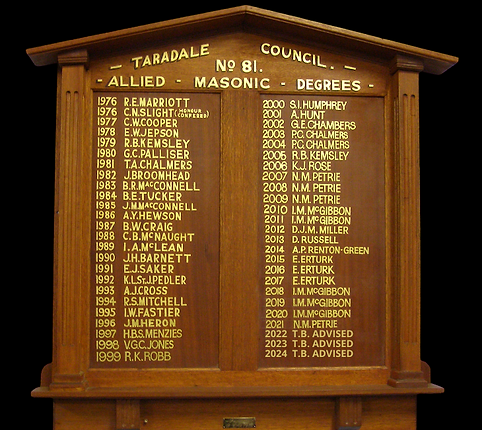 TARADALE COUNCIL.
No 81.
- ALLIED - MASONIC - DEGREES -
1976 R.E.MARRIOTT
1976 C.N.SLIGHT (HONOUR CONFERRED)
1977 C.W.COOPER
1978 E.W.JEPSON
1979 R.B.KEMSLEY
1980 G.C.PALLISER
1981 T.A.CHALMERS
1982 J.BROOMHEAD
1983 B.R.MACCONNELL
1984 B.E.TUCKER
1985 J.M.MACCONNELL
1986 A.Y.HEWSON
1987 B.W.CRAIG
1988 C.B.McNAUGHT
1989 I.A.McLEAN
1990 J.H.BARNETT
1991 E.J.SAKER
1992 K.L.ST.J.PEDLER
1993 A.J.CROSS
1994 R.S.MITCHELL
1995 I.W.FASTIER
1996 J.M.HERON
1997 H.B.S.MENZIES
1998 V.G.C.JONES
1999 R.K.ROBB
2000 S.I.HUMPHREY
2001 A.HUNT
2002 G.E.CHAMBERS
2003 P.C.CHALMERS
2004 P.C.CHALMERS
2005 R.B.KEMSLEY
2006 K.J.ROSE
2007 N.M.PETRIE
2008 N.M.PETRIE
2009 N.M.PETRIE
2010 I.M.McGIBBON
2011 I.M.McGIBBON
2012 D.J.M.MILLER
2013 D.RUSSELL
2014 A.P.RENTON-GREEN
2015 E.ERTURK
2016 E.ERTURK
2017 E.ERTURK
2018 I.M.McGIBBON
2019 I.M.McGIBBON
2020 I.M.McGIBBON
2021 N.M.PETRIE
2022 T.B. ADVISED
2023 T.B. ADVISED
2024 T.B. ADVISED